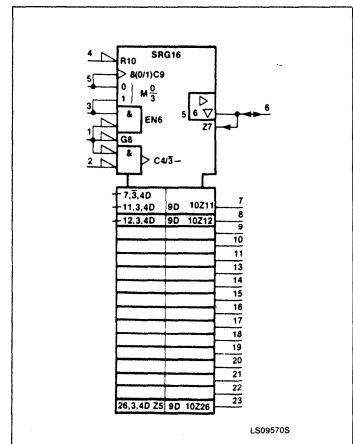 SRG16
4 R10
8(0/1)C9
5 0
M 0/3
1
3 &
EN6
5 6
6
Z7
1 G8
&
2 C4/3̅–
7,3̅,4D
11,3,4D 9D 10Z11 7
12,3,4D 9D 10Z12 8
9
10
11
13
14
15
16
17
18
19
20
21
22
26,3,4D Z5 9D 10Z26 23
LS09570S